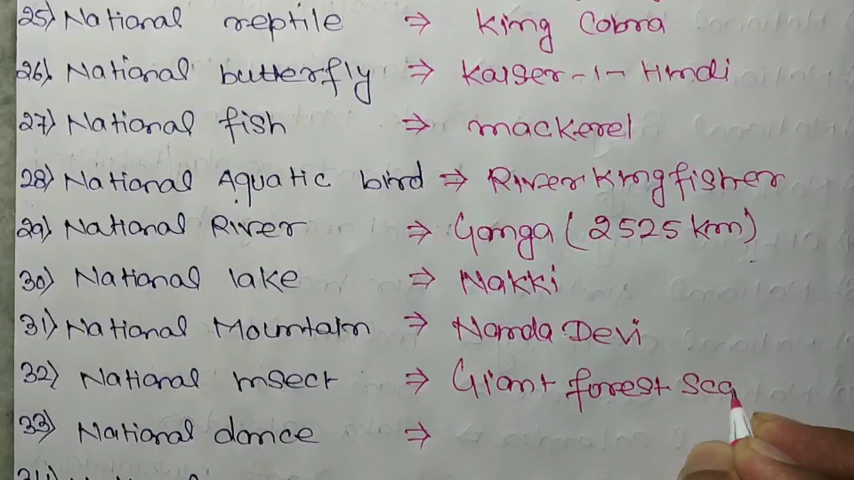 25) National reptile ⇒ King Cobra
26) National butterfly ⇒ Kaiser-i-Hindi
27) National fish ⇒ mackerel
28) National Aquatic bird ⇒ River Kingfisher
29) National River ⇒ Ganga (2525 km)
30) National lake ⇒ Nakki
31) National Mountain ⇒ Nanda Devi
32) National insect ⇒ Giant forest Sca
33) National dance ⇒